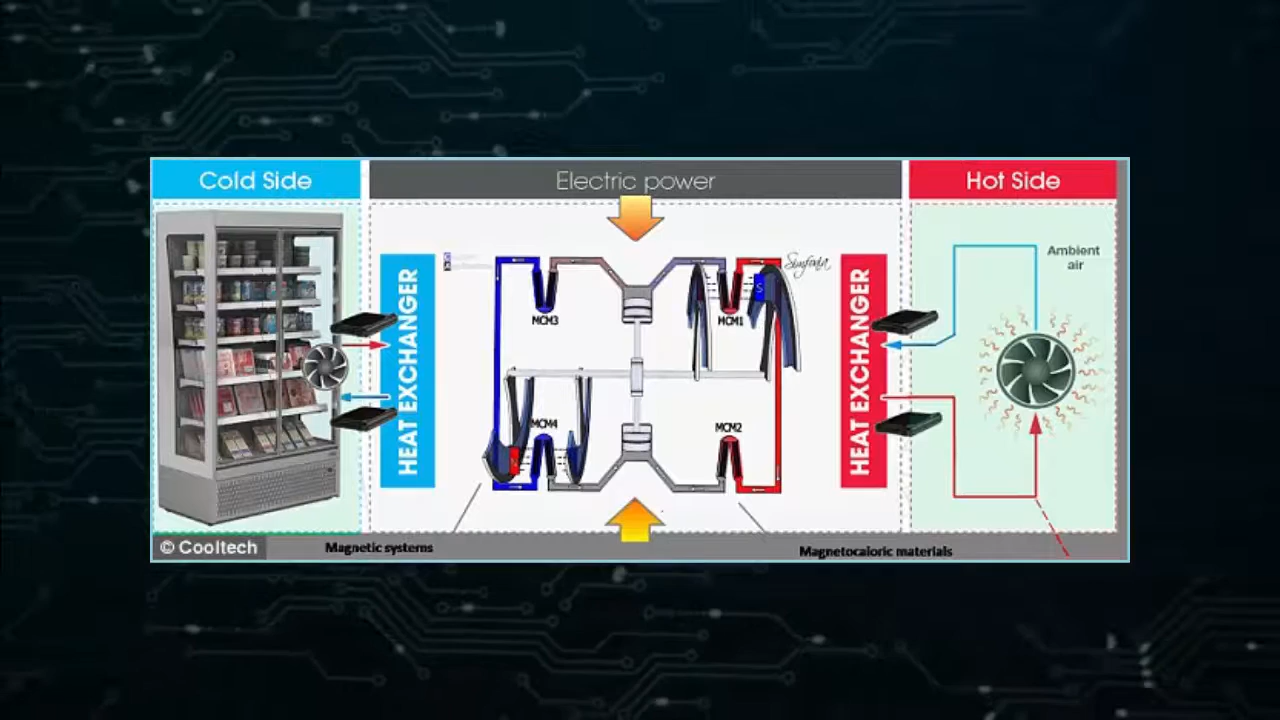 Cold Side
Electric power
Hot Side
Ambient
air
Simfonia
HEAT EXCHANGER
HEAT EXCHANGER
MCM3
MCM1
S
MCM4
MCM2
© Cooltech
Magnetic systems
Magnetocaloric materials